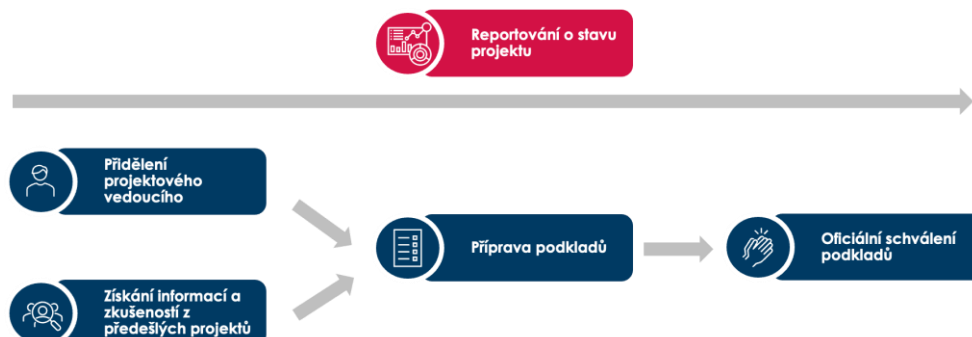 Reportování o stavu
projektu
Přidělení
projektového
vedoucího
Získání informací a
zkušeností z
předešlých projektů
Příprava podkladů
Oficiální schválení
podkladů